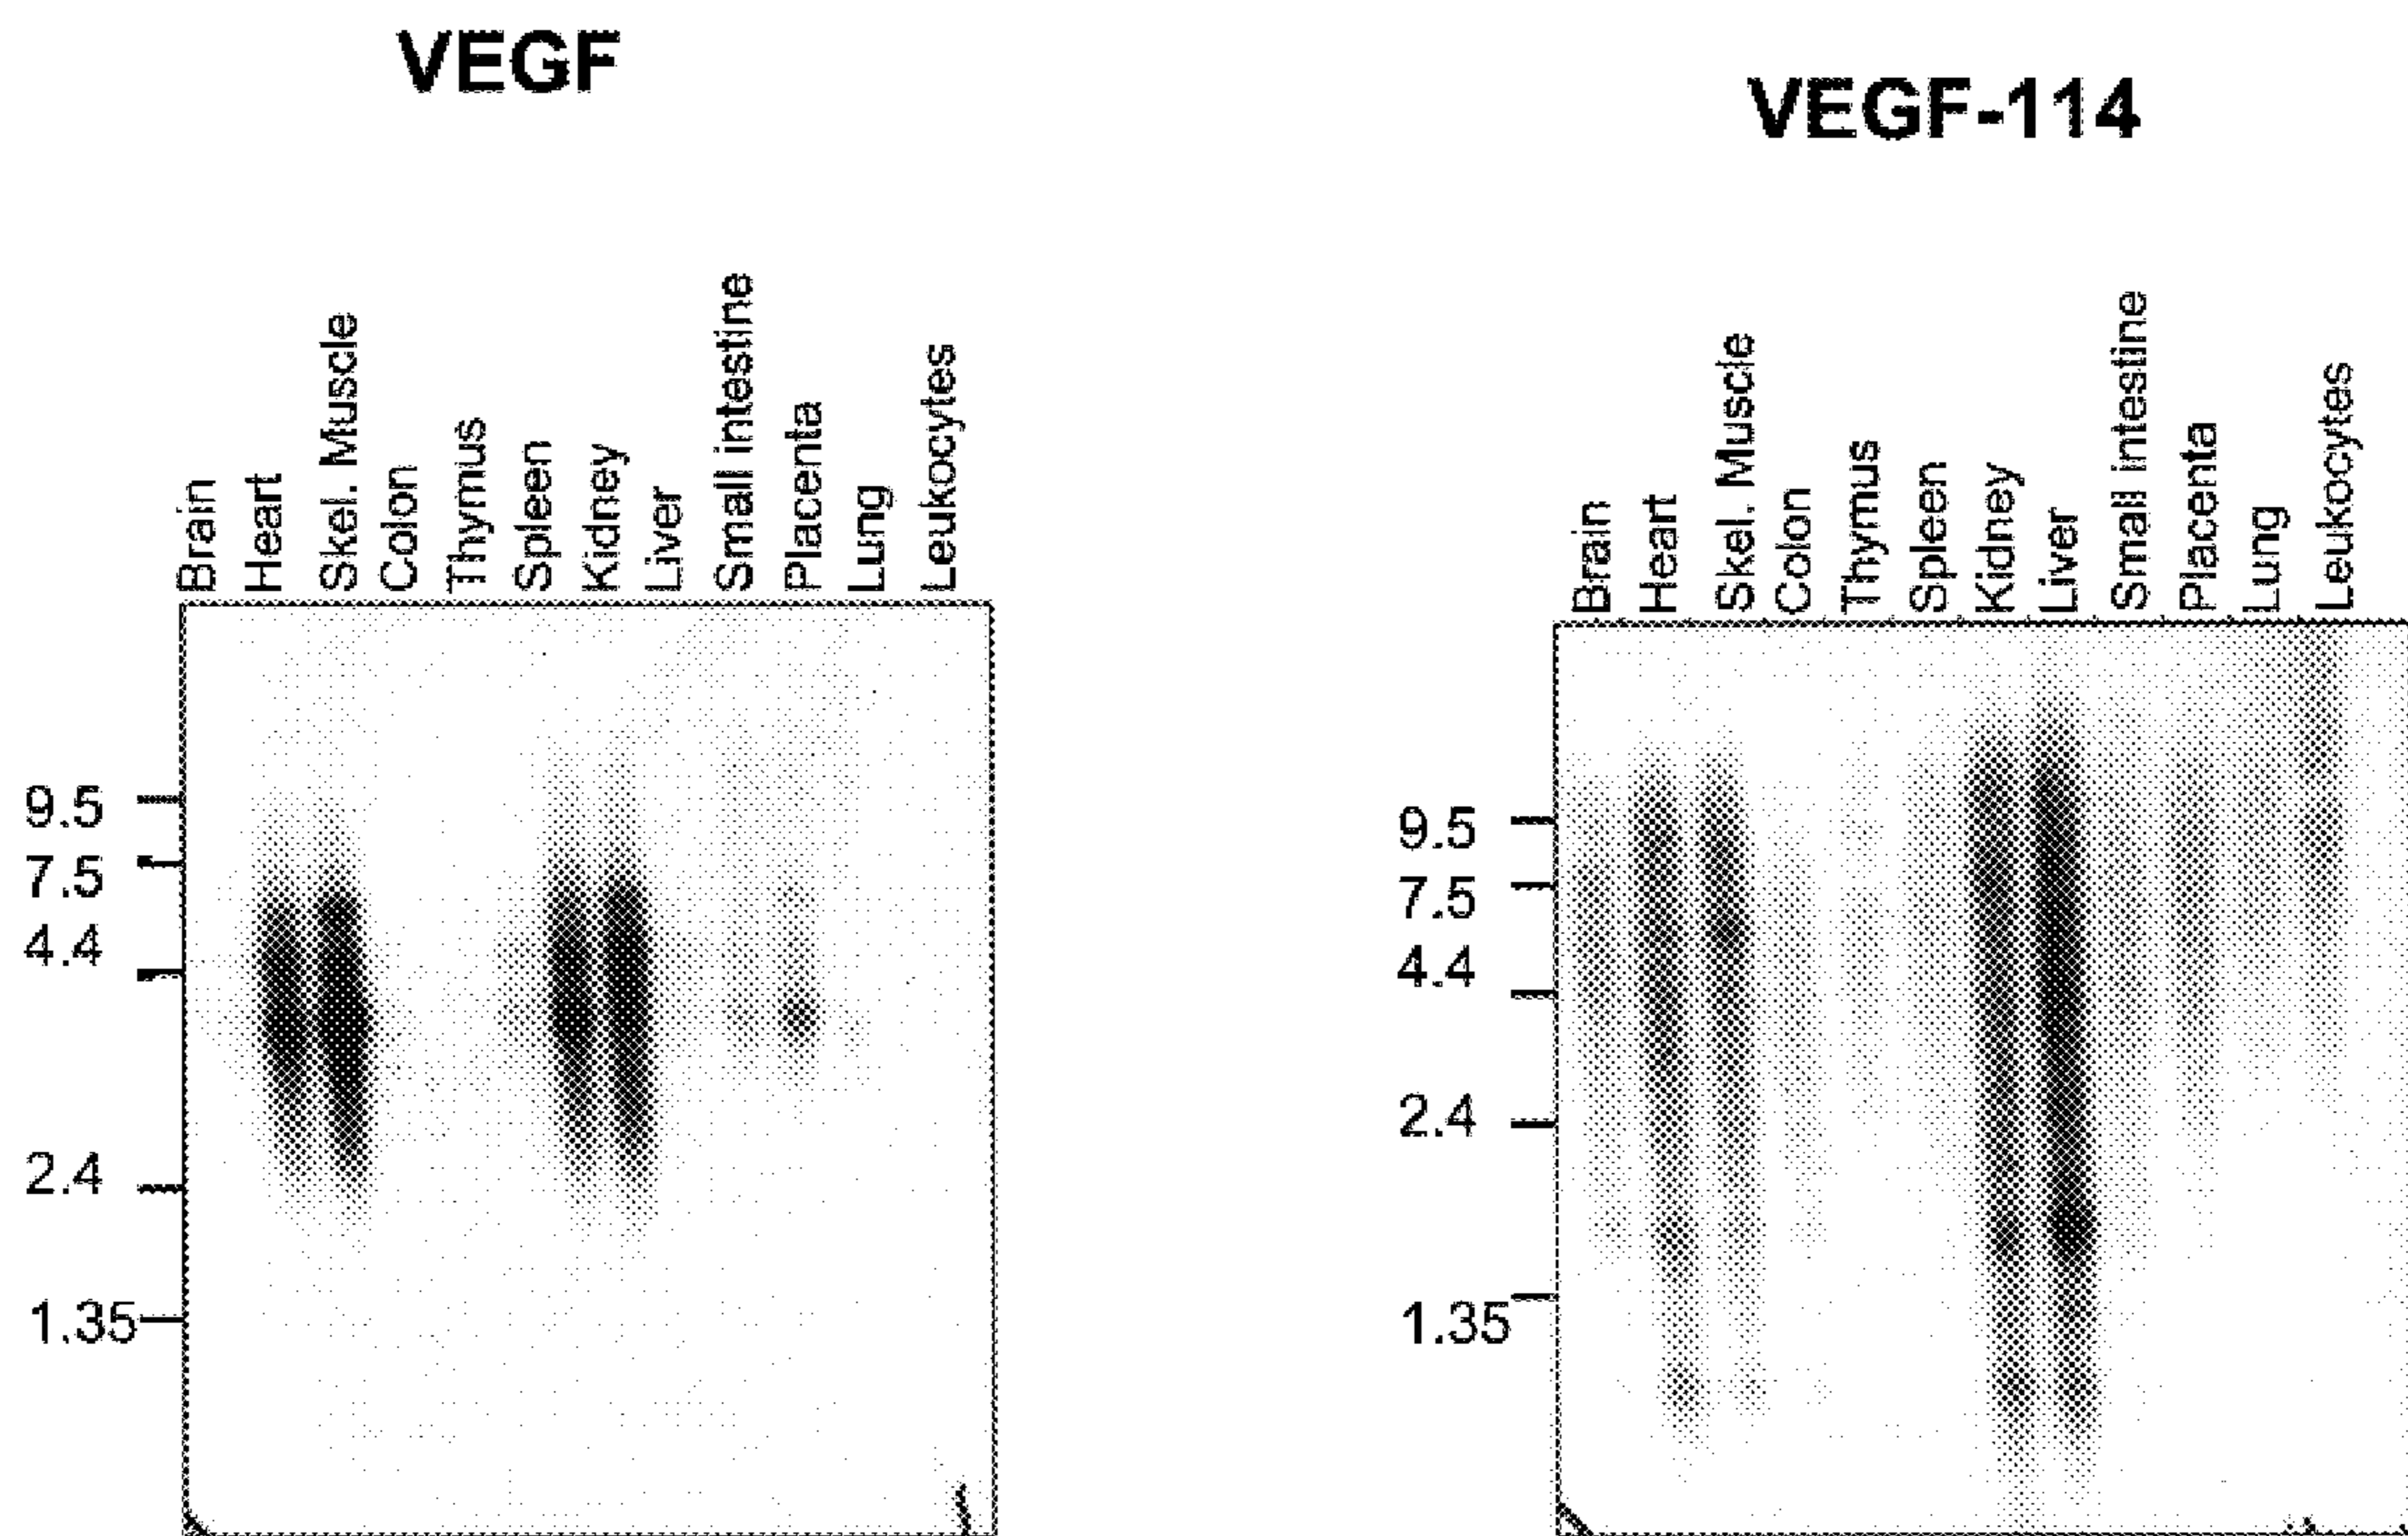 VEGF
VEGF-114
Brain
Heart
Skel. Muscle
Colon
Thymus
Spleen
Kidney
Liver
Small intestine
Placenta
Lung
Leukocytes
9.5
7.5
4.4
2.4
1.35
Brain
Heart
Skel. Muscle
Colon
Thymus
Spleen
Kidney
Liver
Small intestine
Placenta
Lung
Leukocytes
9.5
7.5
4.4
2.4
1.35